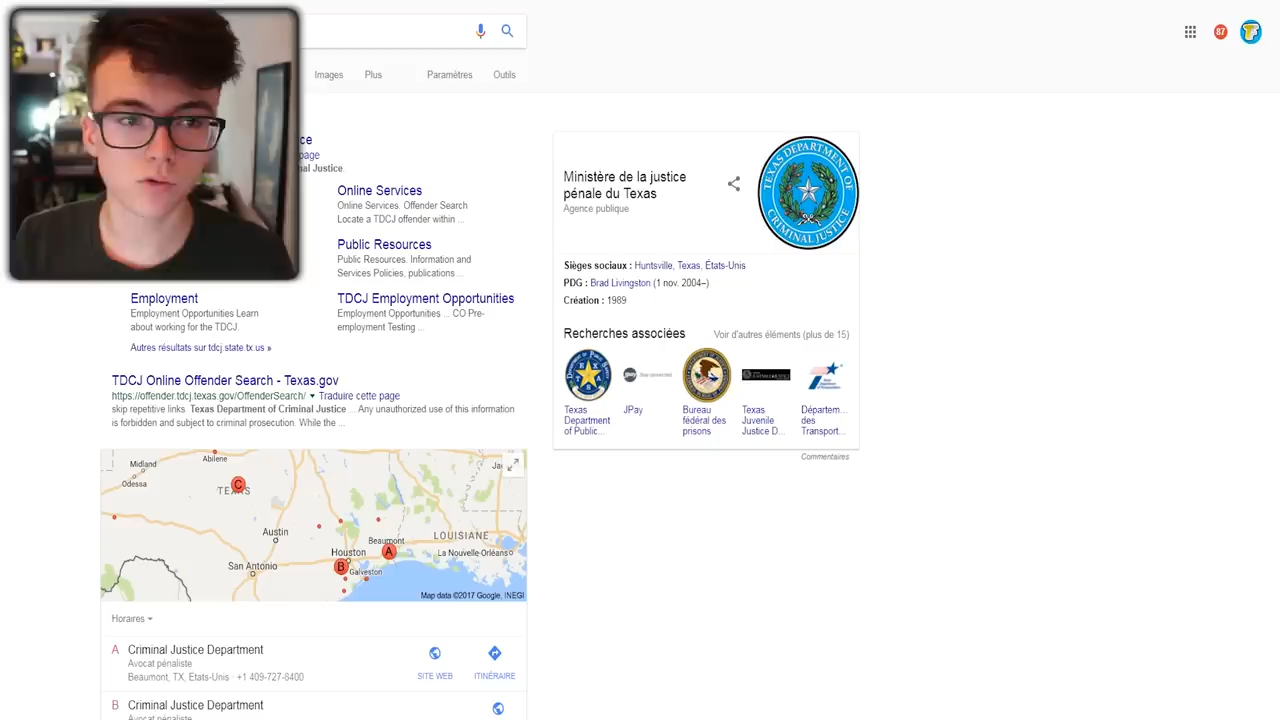 87
Images Plus Paramètres Outils
ce
page
nal Justice.
Online Services
Online Services. Offender Search
Locate a TDCJ offender within ...
Public Resources
Public Resources. Information and
Services Policies, publications ...
Employment
Employment Opportunities Learn
about working for the TDCJ.
TDCJ Employment Opportunities
Employment Opportunities ... CO Pre-
employment Testing ...
Autres résultats sur tdcj.state.tx.us »
TDCJ Online Offender Search - Texas.gov
https://offender.tdcj.texas.gov/OffenderSearch/ ▼ Traduire cette page
skip repetitive links. Texas Department of Criminal Justice ... Any unauthorized use of this information
is forbidden and subject to criminal prosecution. While the ...
Abilene
Midland
Odessa
C
TEXAS
Austin
Houston
Beaumont
A
LOUISIANE
La Nouvelle-Orléans
San Antonio
B
Galveston
Jac
Map data ©2017 Google, INEGI
Horaires
A Criminal Justice Department
Avocat pénaliste
Beaumont, TX, États-Unis · +1 409-727-8400
SITE WEB ITINÉRAIRE
B Criminal Justice Department
Avocat pénaliste
Ministère de la justice
pénale du Texas
Agence publique
TEXAS DEPARTMENT OF
CRIMINAL JUSTICE
Sièges sociaux : Huntsville, Texas, États-Unis
PDG : Brad Livingston (1 nov. 2004–)
Création : 1989
Recherches associées Voir d'autres éléments (plus de 15)
Texas
Department
of Public...
JPay
Bureau
fédéral des
prisons
Texas
Juvenile
Justice D...
Départem...
des
Transport...
Commentaires